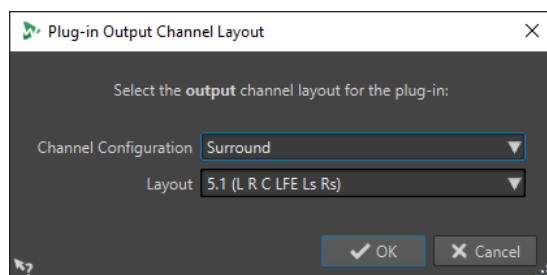 Plug-in Output Channel Layout
Select the output channel layout for the plug-in:
Channel Configuration Surround
Layout 5.1 (L R C LFE Ls Rs)
OK Cancel
?